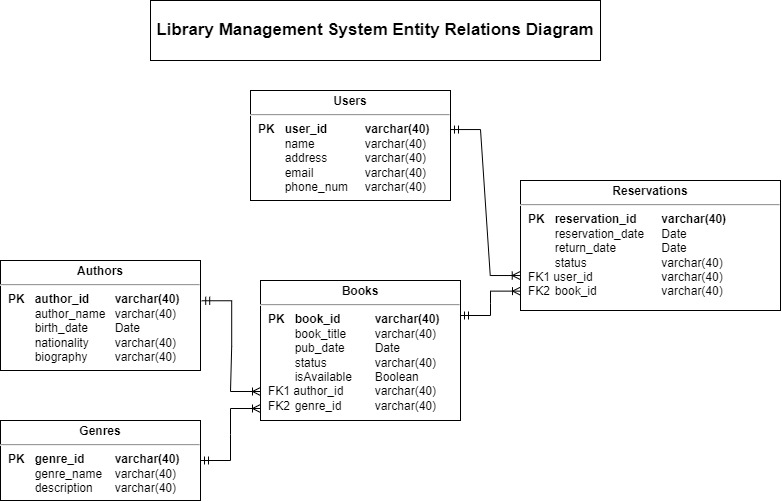 Library Management System Entity Relations Diagram
Users
PK user_id varchar(40)
name varchar(40)
address varchar(40)
email varchar(40)
phone_num varchar(40)
Reservations
PK reservation_id varchar(40)
reservation_date Date
return_date Date
status varchar(40)
FK1 user_id varchar(40)
FK2 book_id varchar(40)
Authors
PK author_id varchar(40)
author_name varchar(40)
birth_date Date
nationality varchar(40)
biography varchar(40)
Books
PK book_id varchar(40)
book_title varchar(40)
pub_date Date
status varchar(40)
isAvailable Boolean
FK1 author_id varchar(40)
FK2 genre_id varchar(40)
Genres
PK genre_id varchar(40)
genre_name varchar(40)
description varchar(40)